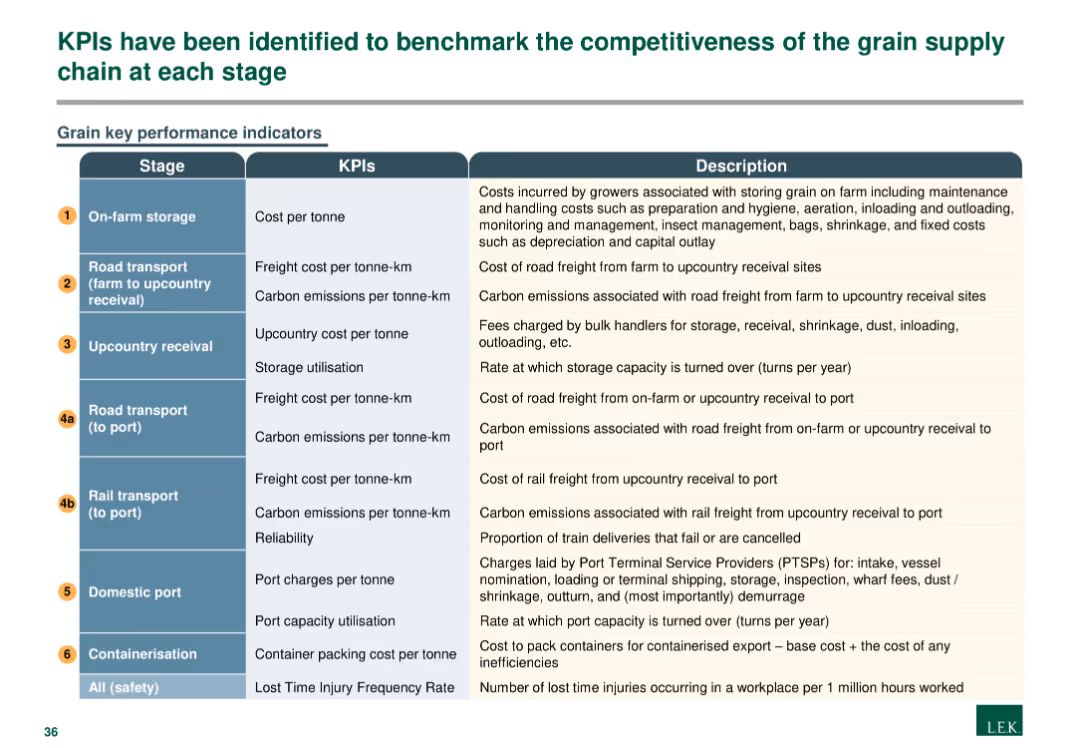 KPIs have been identified to benchmark the competitiveness of the grain supply
chain at each stage
Grain key performance indicators
Stage
KPIs
Description
1
On-farm storage
Cost per tonne
Costs incurred by growers associated with storing grain on farm including maintenance
and handling costs such as preparation and hygiene, aeration, inloading and outloading,
monitoring and management, insect management, bags, shrinkage, and fixed costs
such as depreciation and capital outlay
2
Road transport
(farm to upcountry
receival)
Freight cost per tonne-km
Cost of road freight from farm to upcountry receival sites
Carbon emissions per tonne-km
Carbon emissions associated with road freight from farm to upcountry receival sites
3
Upcountry receival
Upcountry cost per tonne
Fees charged by bulk handlers for storage, receival, shrinkage, dust, inloading,
outloading, etc.
Storage utilisation
Rate at which storage capacity is turned over (turns per year)
4a
Road transport
(to port)
Freight cost per tonne-km
Cost of road freight from on-farm or upcountry receival to port
Carbon emissions per tonne-km
Carbon emissions associated with road freight from on-farm or upcountry receival to
port
4b
Rail transport
(to port)
Freight cost per tonne-km
Cost of rail freight from upcountry receival to port
Carbon emissions per tonne-km
Carbon emissions associated with rail freight from upcountry receival to port
Reliability
Proportion of train deliveries that fail or are cancelled
5
Domestic port
Port charges per tonne
Charges laid by Port Terminal Service Providers (PTSPs) for: intake, vessel
nomination, loading or terminal shipping, storage, inspection, wharf fees, dust /
shrinkage, outturn, and (most importantly) demurrage
Port capacity utilisation
Rate at which port capacity is turned over (turns per year)
6
Containerisation
Container packing cost per tonne
Cost to pack containers for containerised export – base cost + the cost of any
inefficiencies
All (safety)
Lost Time Injury Frequency Rate
Number of lost time injuries occurring in a workplace per 1 million hours worked
36
L.E.K.